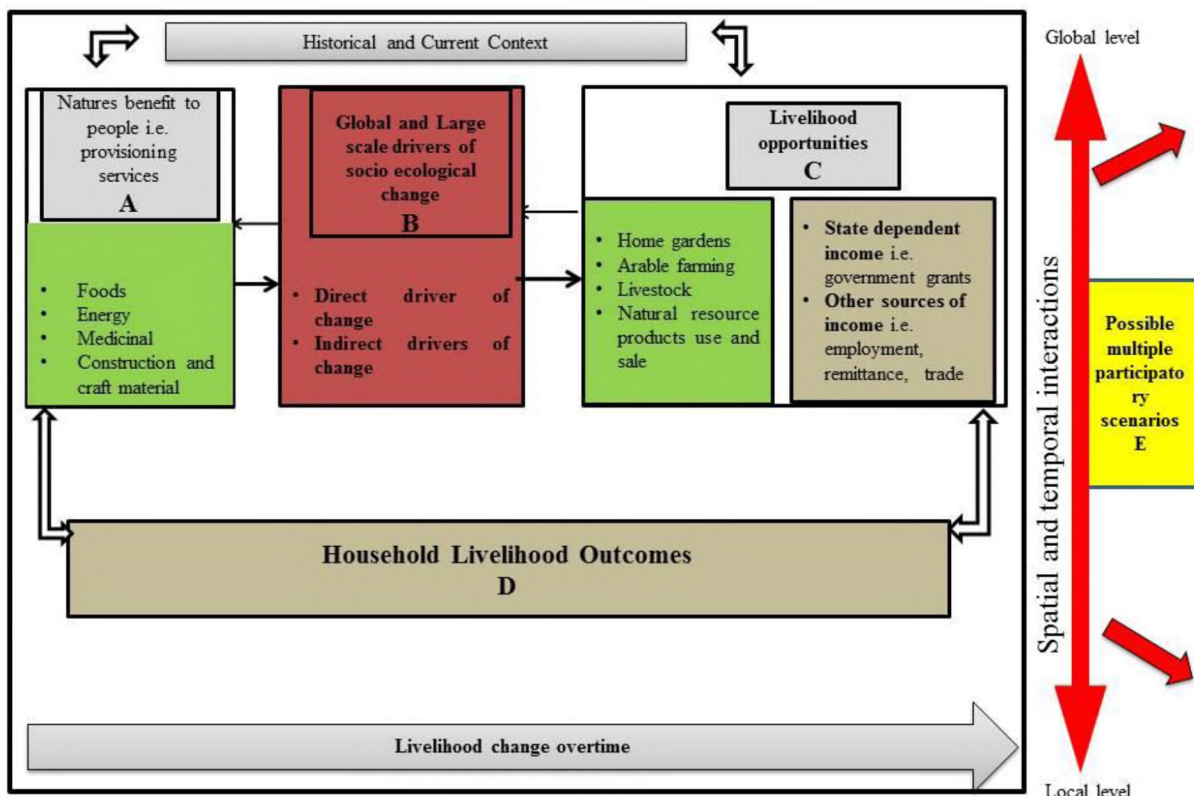 Historical and Current Context
Natures benefit to
people i.e.
provisioning
services
A
• Foods
• Energy
• Medicinal
• Construction and
craft material
Global and Large
scale drivers of
socio ecological
change
B
• Direct driver of
change
• Indirect drivers of
change
Livelihood
opportunities
C
• Home gardens
• Arable farming
• Livestock
• Natural resource
products use and
sale
• State dependent
income i.e.
government grants
• Other sources of
income i.e.
employment,
remittance, trade
Household Livelihood Outcomes
D
Livelihood change overtime
Global level
Spatial and temporal interactions
Possible
multiple
participato
ry
scenarios
E
Local level